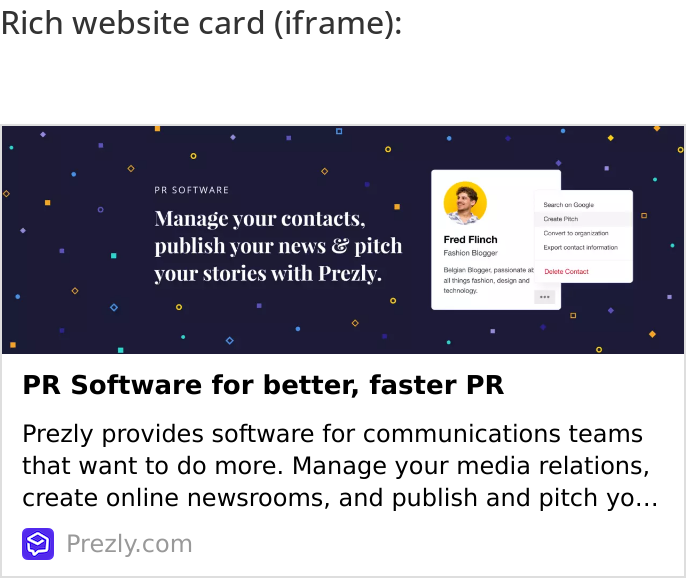 Rich website card (iframe):
PR SOFTWARE
Manage your contacts,
publish your news & pitch
your stories with Prezly.
Fred Flinch
Fashion Blogger
Belgian Blogger, passionate ab
all things fashion, design and
technology.
Search on Google
Create Pitch
Convert to organization
Export contact information
Delete Contact
PR Software for better, faster PR
Prezly provides software for communications teams
that want to do more. Manage your media relations,
create online newsrooms, and publish and pitch yo…
Prezly.com